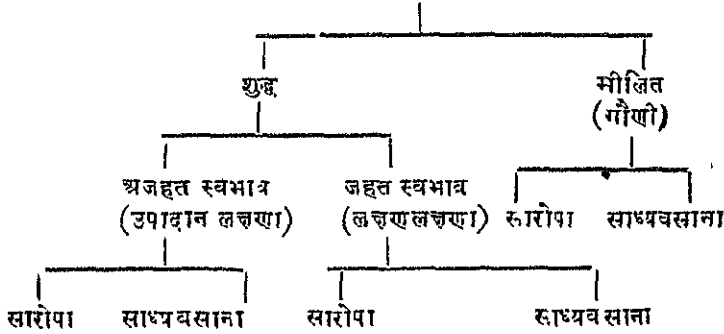 शुद्ध मीलित
(गौणी)
अजहत स्वभाव जहत स्वभाव
(उपादान लक्षणा) (लक्षणलक्षणा) सारोपा साध्यवसाना
सारोपा साध्यवसाना सारोपा साध्यवसाना